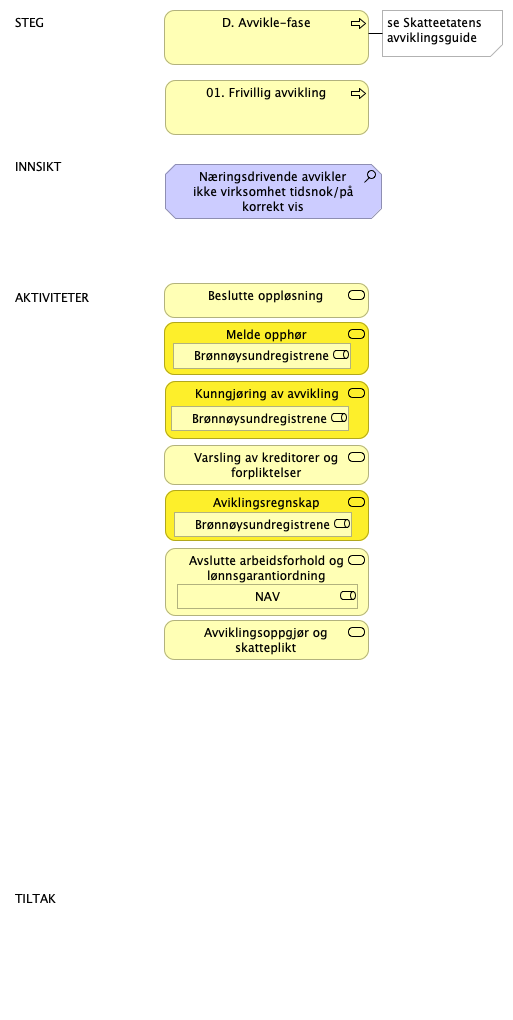 STEG
D. Avvikle-fase
se Skatteetatens
avviklingsguide
01. Frivillig avvikling
INNSIKT
Næringsdrivende avvikler
ikke virksomhet tidsnok/på
korrekt vis
AKTIVITETER
Beslutte oppløsning
Melde opphør
Brønnøysundregistrene
Kunngjøring av avvikling
Brønnøysundregistrene
Varsling av kreditorer og
forpliktelser
Aviklingsregnskap
Brønnøysundregistrene
Avslutte arbeidsforhold og
lønnsgarantiordning
NAV
Avviklingsoppgjør og
skatteplikt
TILTAK